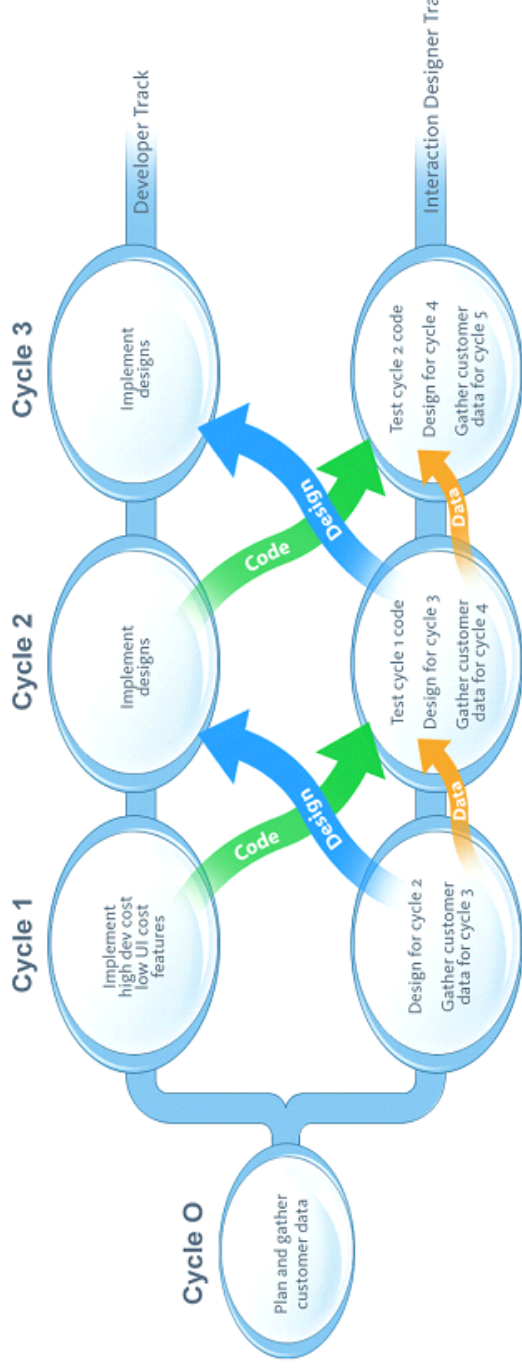 Cycle O
Plan and gather
customer data
Cycle 1
Implement
high dev cost
low UI cost
features
Design for cycle 2
Gather customer
data for cycle 3
Code
Design
Data
Cycle 2
Implement
designs
Test cycle 1 code
Design for cycle 3
Gather customer
data for cycle 4
Code
Design
Data
Cycle 3
Implement
designs
Test cycle 2 code
Design for cycle 4
Gather customer
data for cycle 5
Developer Track
Interaction Designer Tra